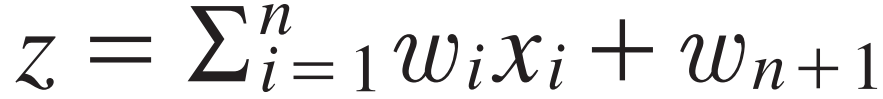 z = ∑ⁿᵢ₌₁ wᵢxᵢ + wₙ₊₁